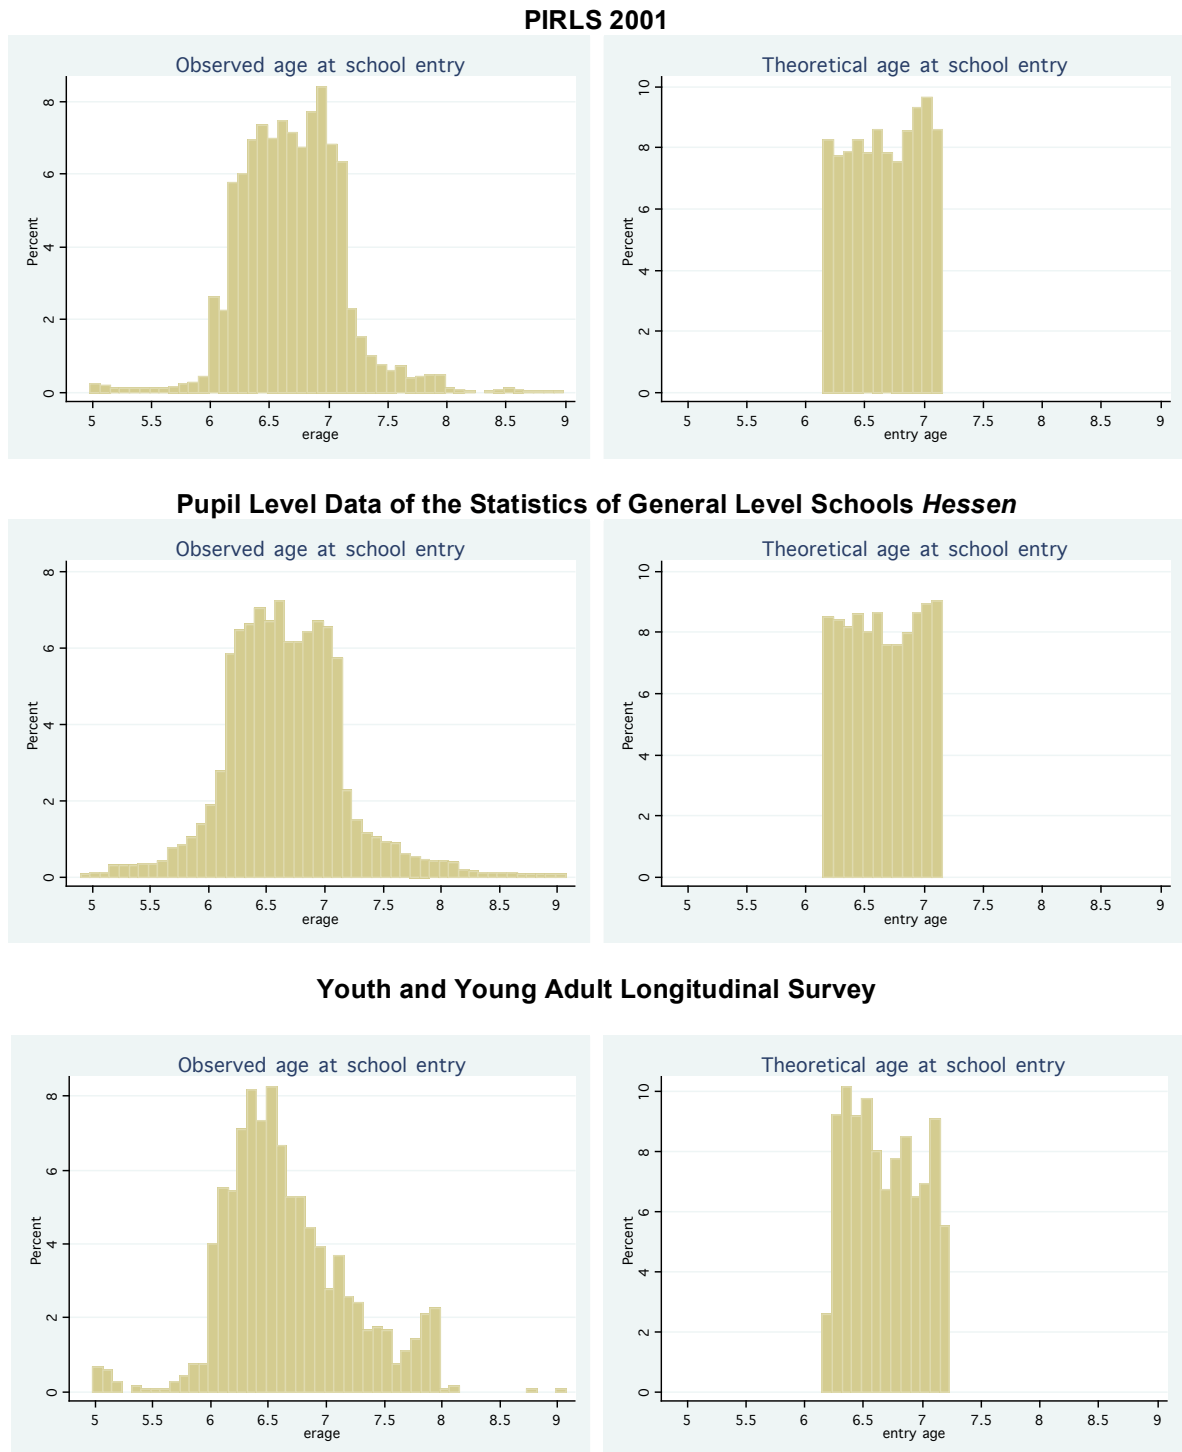 PIRLS 2001
Observed age at school entry
Percent
0 2 4 6 8
5 5.5 6 6.5 7 7.5 8 8.5 9
erage
Theoretical age at school entry
Percent
0 2 4 6 8 10
5 5.5 6 6.5 7 7.5 8 8.5 9
entry age
Pupil Level Data of the Statistics of General Level Schools Hessen
Observed age at school entry
Percent
0 2 4 6 8
5 5.5 6 6.5 7 7.5 8 8.5 9
erage
Theoretical age at school entry
Percent
0 2 4 6 8 10
5 5.5 6 6.5 7 7.5 8 8.5 9
entry age
Youth and Young Adult Longitudinal Survey
Observed age at school entry
Percent
0 2 4 6 8
5 5.5 6 6.5 7 7.5 8 8.5 9
erage
Theoretical age at school entry
Percent
0 2 4 6 8 10
5 5.5 6 6.5 7 7.5 8 8.5 9
entry age